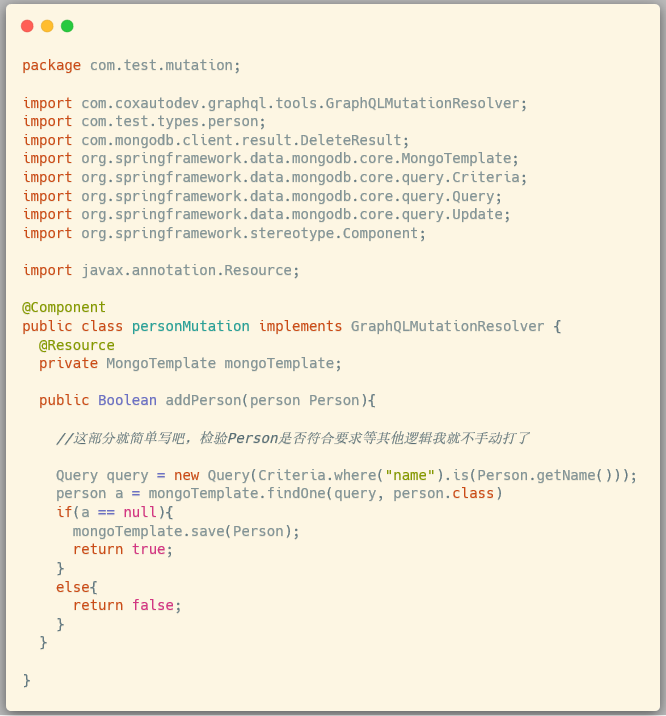 package com.test.mutation;
import com.coxautodev.graphql.tools.GraphQLMutationResolver;
import com.test.types.person;
import com.mongodb.client.result.DeleteResult;
import org.springframework.data.mongodb.core.MongoTemplate;
import org.springframework.data.mongodb.core.query.Criteria;
import org.springframework.data.mongodb.core.query.Query;
import org.springframework.data.mongodb.core.query.Update;
import org.springframework.stereotype.Component;
import javax.annotation.Resource;
@Component
public class personMutation implements GraphQLMutationResolver {
@Resource
private MongoTemplate mongoTemplate;
public Boolean addPerson(person Person){
//这部分就简单写吧，检验Person是否符合要求等其他逻辑我就不手动打了
Query query = new Query(Criteria.where("name").is(Person.getName()));
person a = mongoTemplate.findOne(query, person.class)
if(a == null){
mongoTemplate.save(Person);
return true;
}
else{
return false;
}
}
}